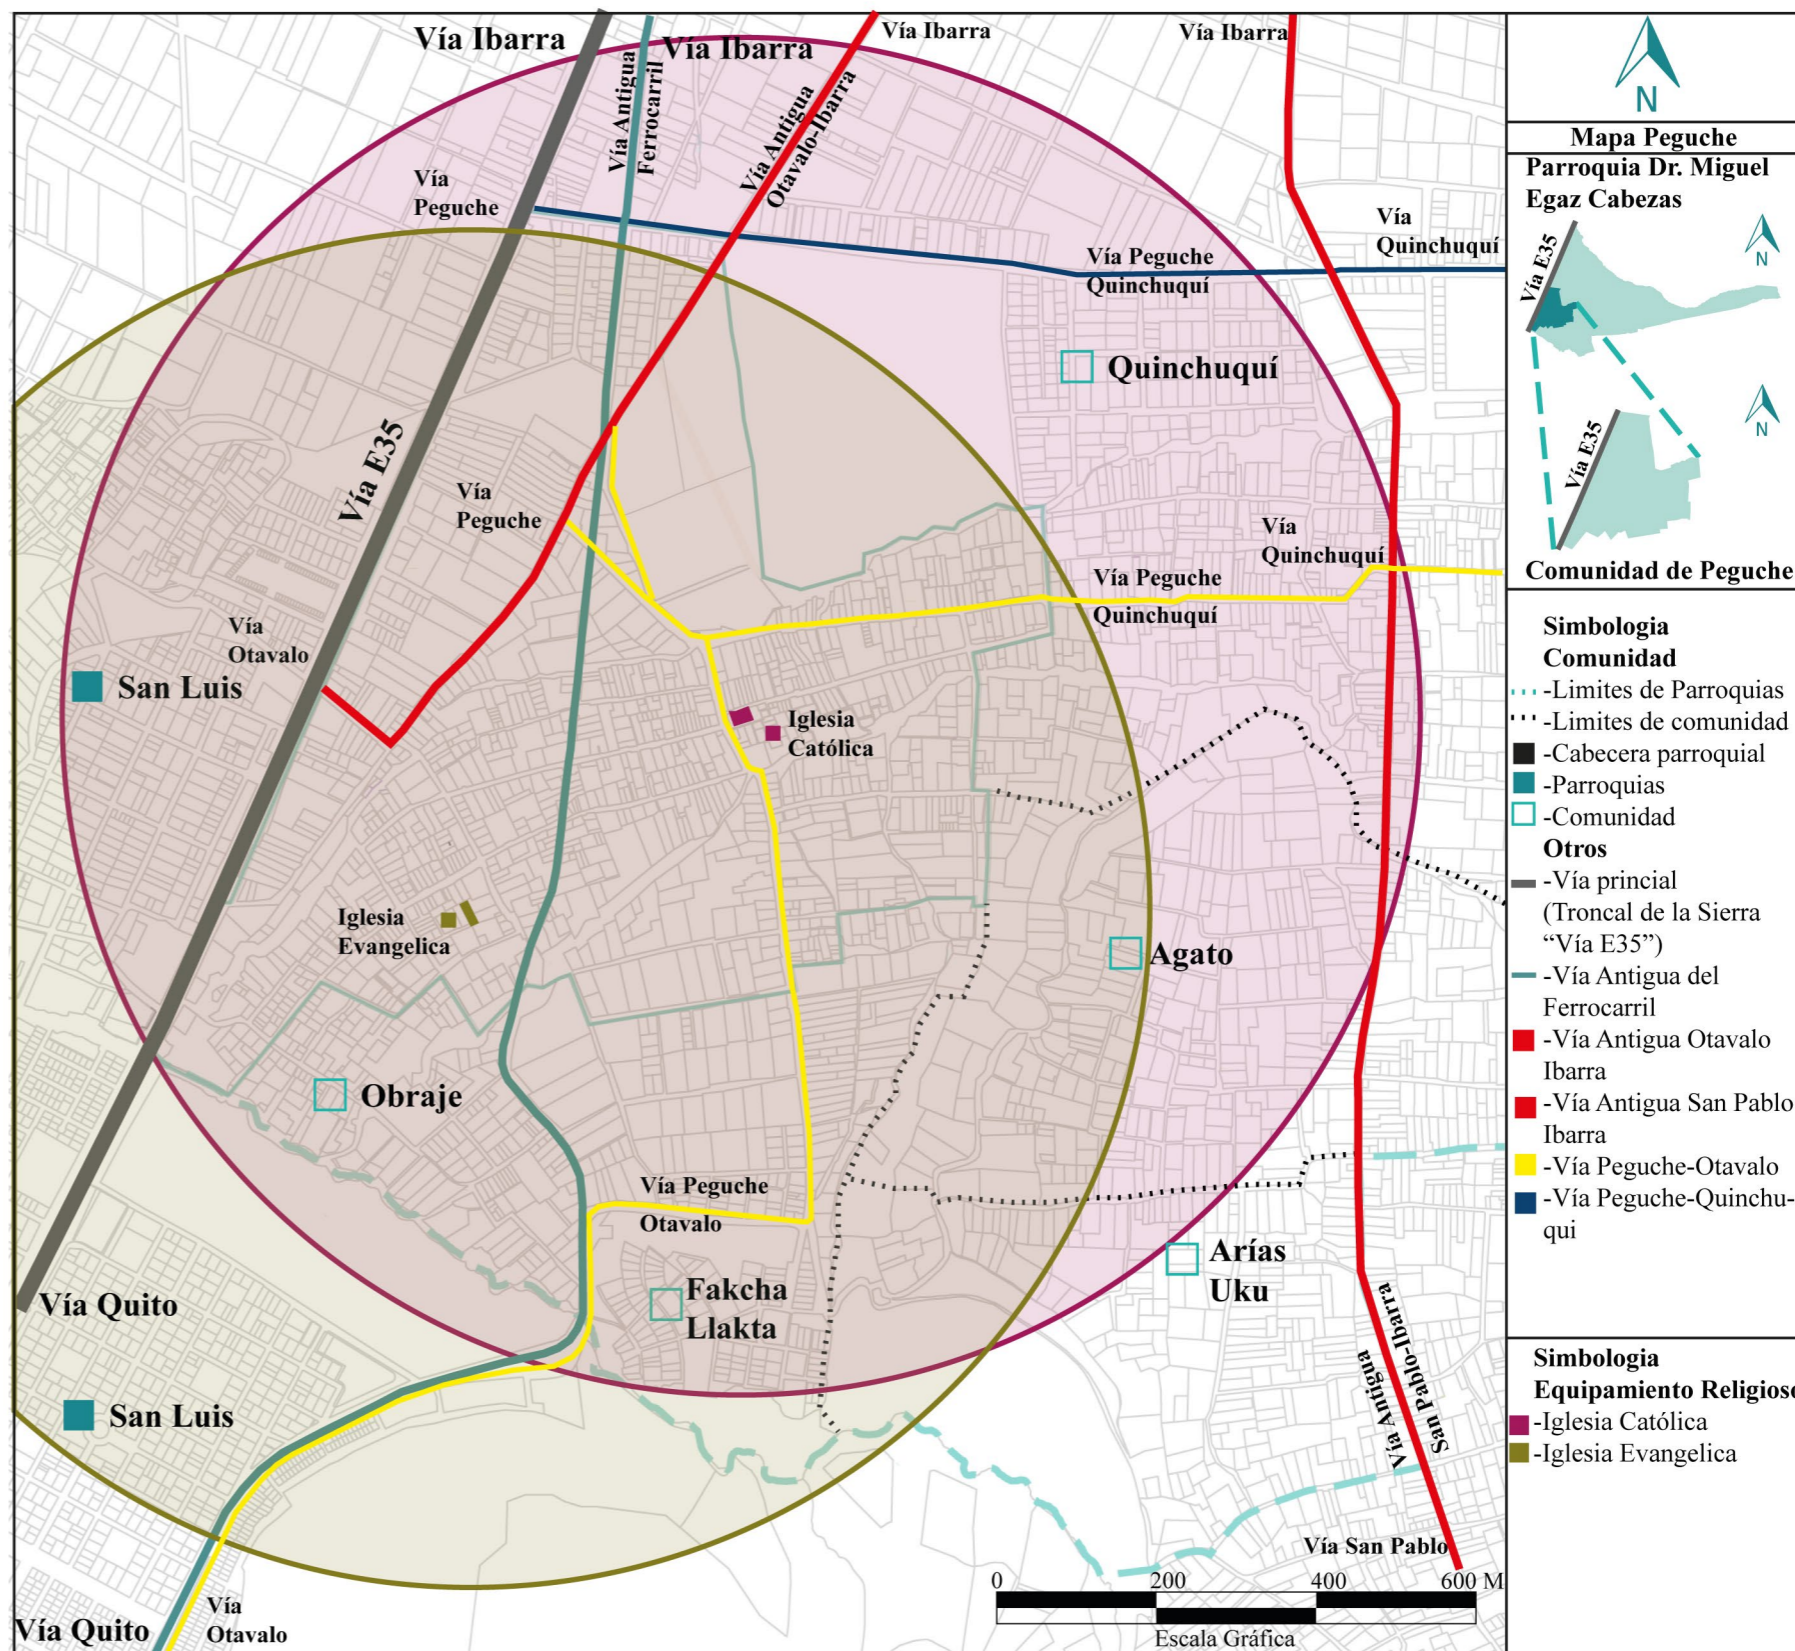 Vía Ibarra
Vía Ibarra
Vía Ibarra
Vía Ibarra
Vía Antigua
Ferrocarril
Vía Antigua
Otavalo-Ibarra
Vía
Peguche
Vía
Quinchuquí
Vía Peguche
Quinchuquí
Quinchuquí
Vía E35
Vía
Peguche
Vía
Quinchuquí
Vía Peguche
Quinchuquí
Vía
Otavalo
San Luis
Iglesia
Católica
Iglesia
Evangelica
Agato
Obraje
Vía Peguche
Otavalo
Arías
Uku
Fakcha
Llakta
Vía Quito
Vía Antigua
San Pablo-Ibarra
San Luis
Vía San Pablo
Vía Quito
Vía
Otavalo
0 200 400 600 M
Escala Gráfica
N
Mapa Peguche
Parroquia Dr. Miguel
Egaz Cabezas
Vía E35
N
Vía E35
N
Comunidad de Peguche
Simbologia
Comunidad
-Limites de Parroquias
-Limites de comunidad
-Cabecera parroquial
-Parroquias
-Comunidad
Otros
-Vía princial
(Troncal de la Sierra
“Vía E35”)
-Vía Antigua del
Ferrocarril
-Vía Antigua Otavalo
Ibarra
-Vía Antigua San Pablo
Ibarra
-Vía Peguche-Otavalo
-Vía Peguche-Quinchu-
qui
Simbologia
Equipamiento Religioso
-Iglesia Católica
-Iglesia Evangelica